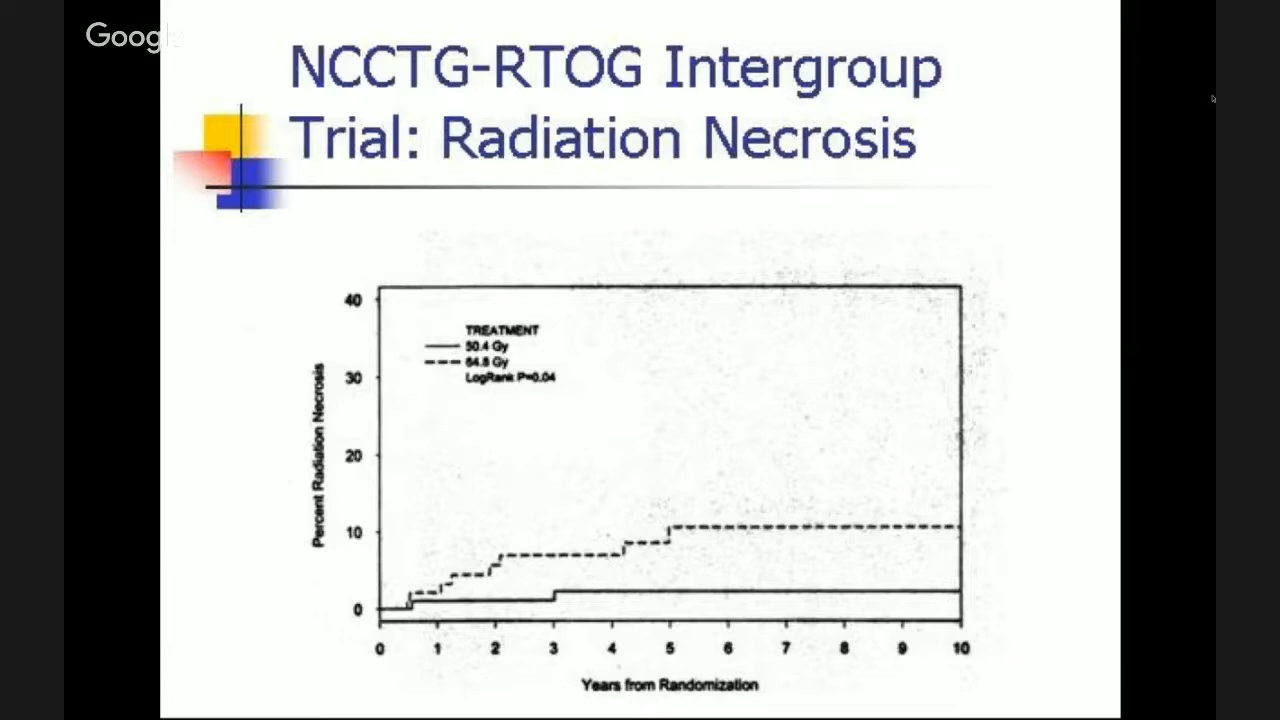 Google
NCCTG-RTOG Intergroup
Trial: Radiation Necrosis
40
30
20
10
0
Percent Radiation Necrosis
TREATMENT
50.4 Gy
64.8 Gy
LogRank P=0.04
0 1 2 3 4 5 6 7 8 9 10
Years from Randomization